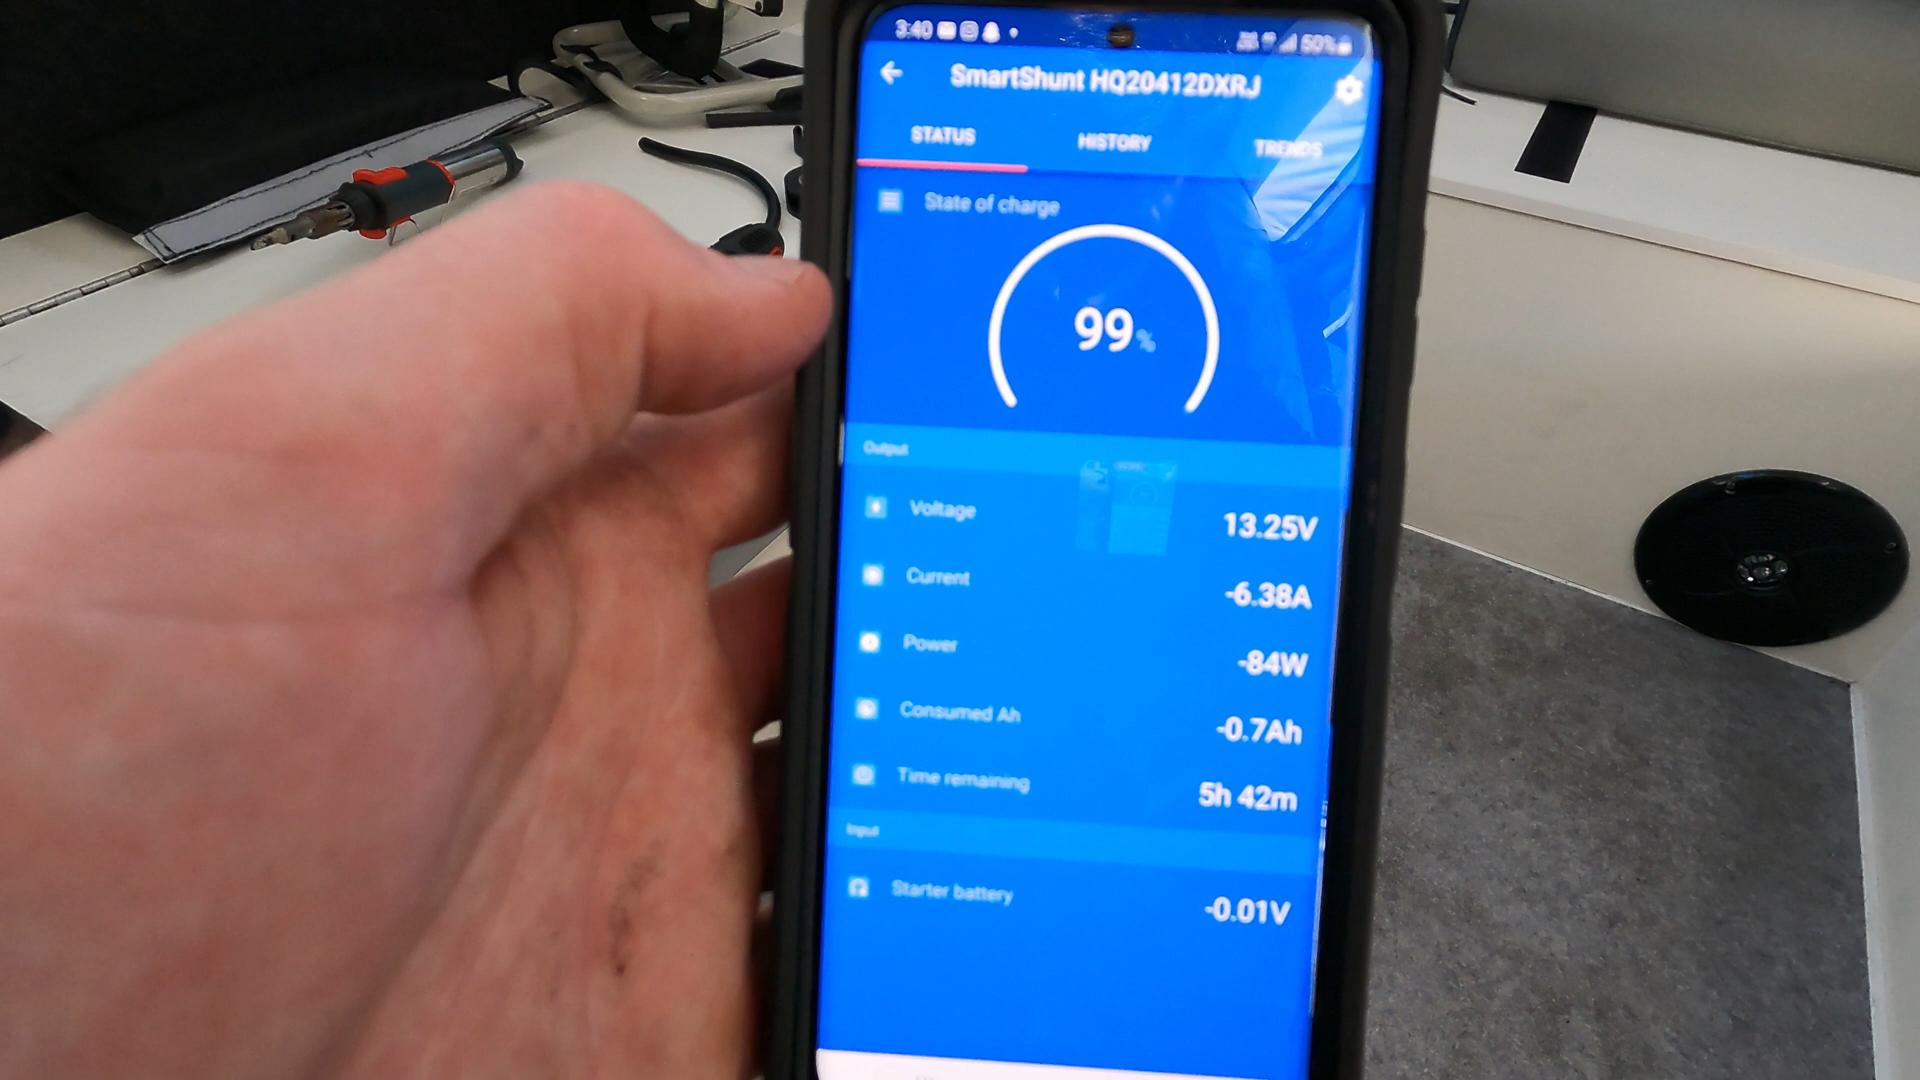 3:40 60%
SmartShunt HQ20412DXRJ
STATUS HISTORY TRENDS
State of charge
99%
Output
Voltage 13.25V
Current -6.38A
Power -84W
Consumed Ah -0.7Ah
Time remaining 5h 42m
Input
Starter battery -0.01V